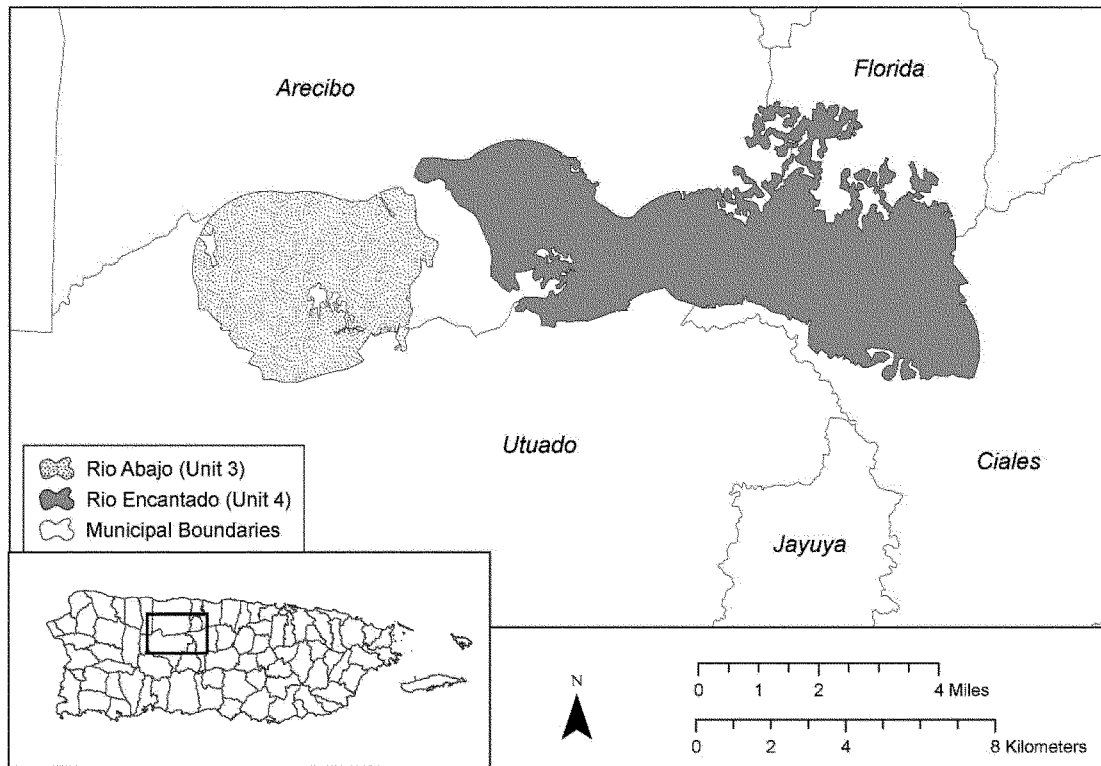 Florida
Arecibo
Utuado
Ciales
Jayuya
Rio Abajo (Unit 3)
Rio Encantado (Unit 4)
Municipal Boundaries
N
0 1 2 4 Miles
0 2 4 8 Kilometers